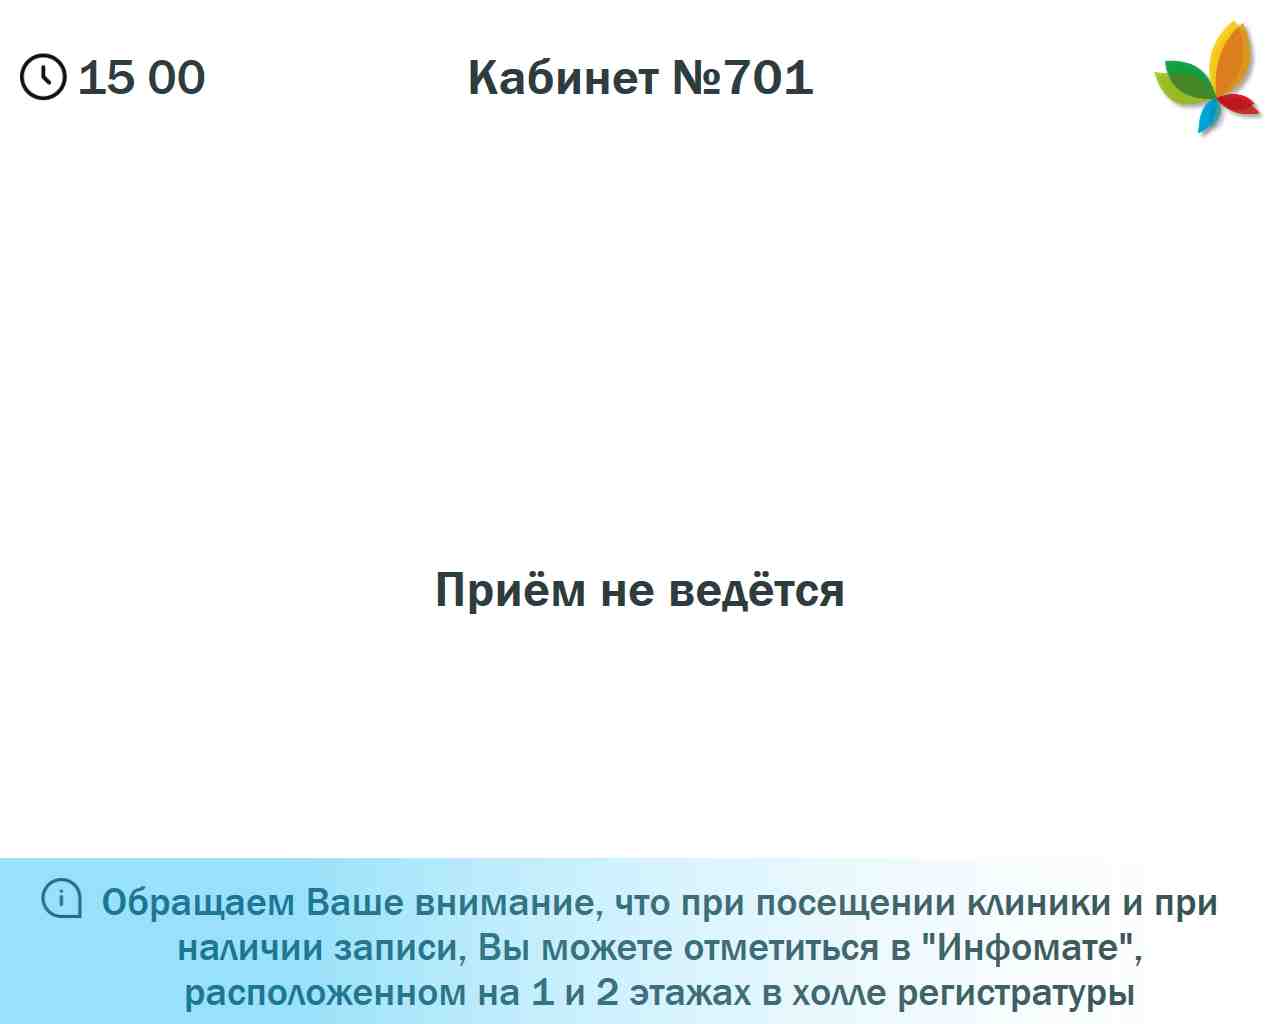 15 00
Кабинет №701
Приём не ведётся
Обращаем Ваше внимание, что при посещении клиники и при
наличии записи, Вы можете отметиться в "Инфомате",
расположенном на 1 и 2 этажах в холле регистратуры